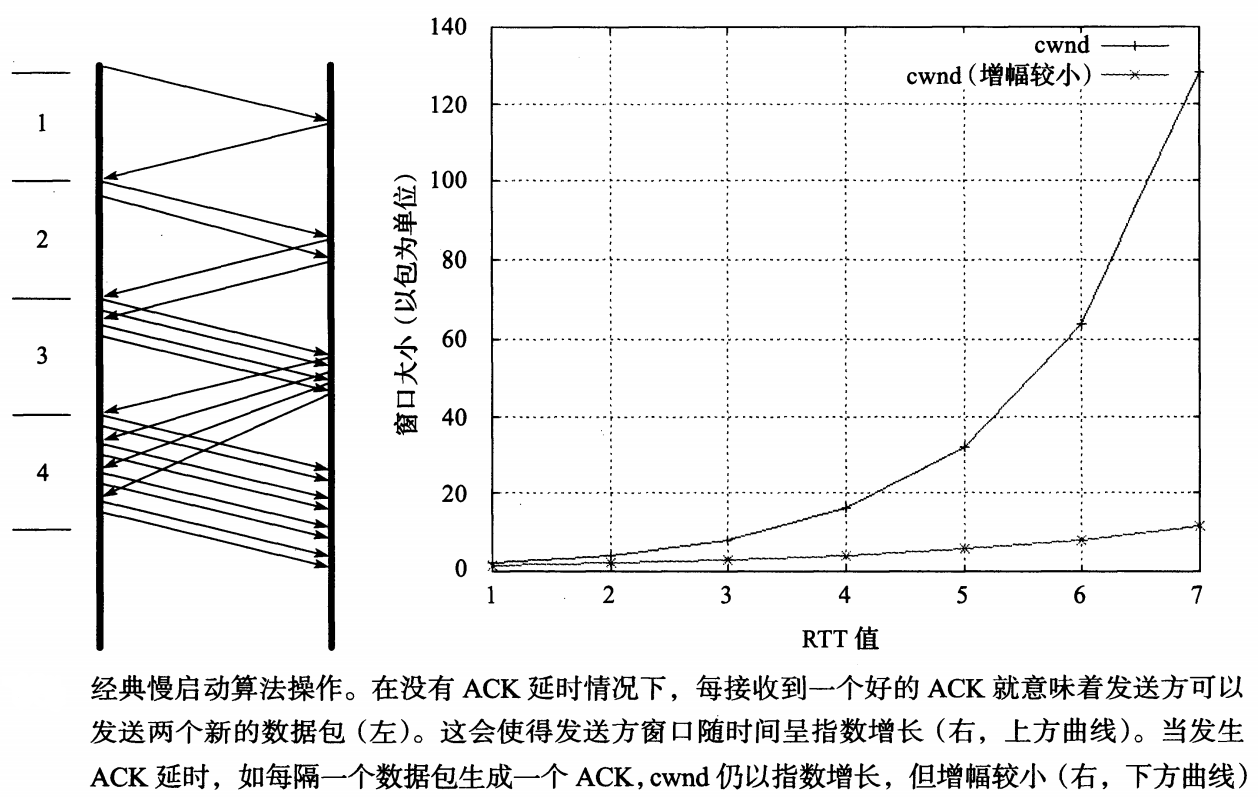 1
2
3
4
140
120
100
80
60
40
20
0
窗口大小(以包为单位)
cwnd
cwnd(增幅较小)
1 2 3 4 5 6 7
RTT 值
经典慢启动算法操作。在没有 ACK 延时情况下,每接收到一个好的 ACK 就意味着发送方可以
发送两个新的数据包(左)。这会使得发送方窗口随时间呈指数增长(右,上方曲线)。当发生
ACK 延时,如每隔一个数据包生成一个 ACK,cwnd 仍以指数增长,但增幅较小(右,下方曲线)